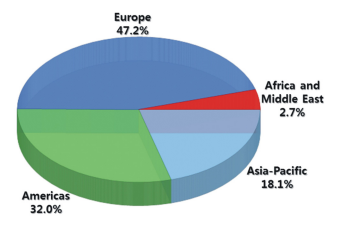 Europe
47.2%
Africa and
Middle East
2.7%
Asia-Pacific
18.1%
Americas
32.0%